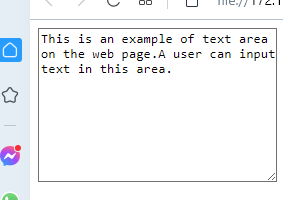 This is an example of text area
on the web page.A user can input
text in this area.